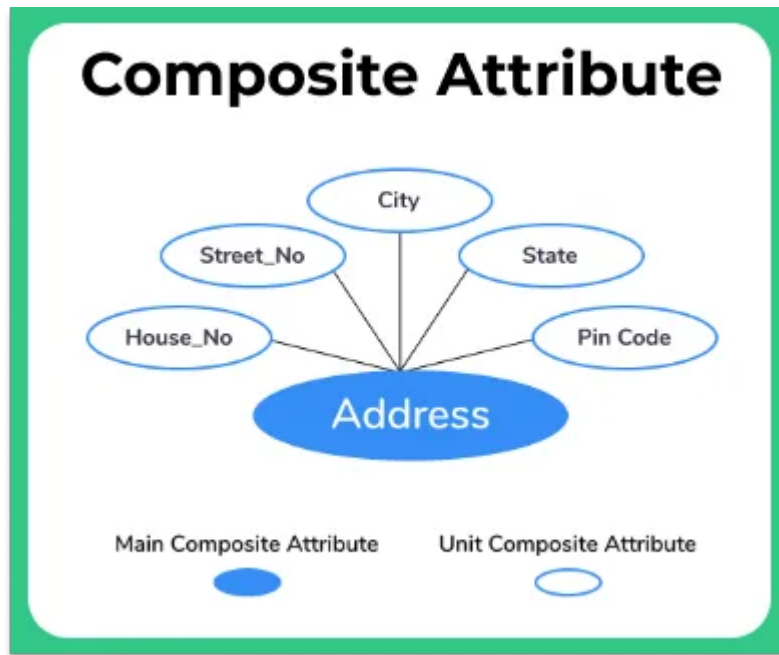 Composite Attribute
City
Street_No
State
House_No
Pin Code
Address
Main Composite Attribute
Unit Composite Attribute